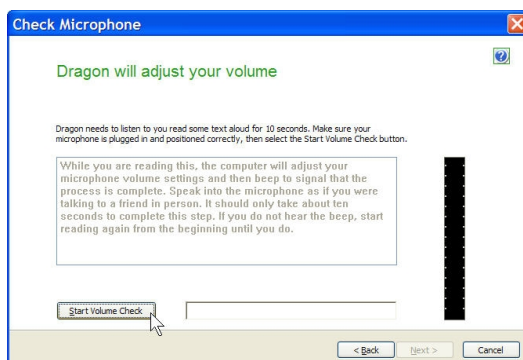 Check Microphone
Dragon will adjust your volume
Dragon needs to listen to you read some text aloud for 10 seconds. Make sure your
microphone is plugged in and positioned correctly, then select the Start Volume Check button.
While you are reading this, the computer will adjust your
microphone volume settings and then beep to signal that the
process is complete. Speak into the microphone as if you were
talking to a friend in person. It should only take about ten
seconds to complete this step. If you do not hear the beep, start
reading again from the beginning until you do.
Start Volume Check
< Back Next > Cancel